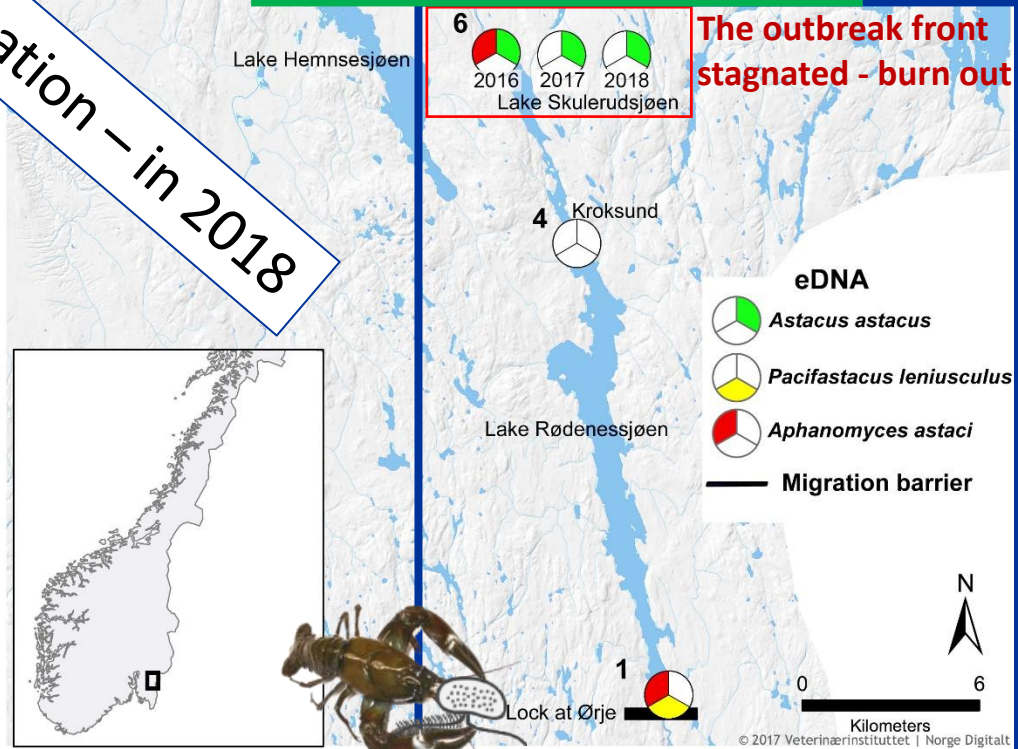 ation – in 2018
6
The outbreak front
stagnated - burn out
Lake Hemnsesjøen
2016 2017 2018
Lake Skulerudsjøen
4
Kroksund
eDNA
Astacus astacus
Pacifastacus leniusculus
Lake Rødenessjøen
Aphanomyces astaci
Migration barrier
N
1
Lock at Ørje
0 6
Kilometers
© 2017 Veterinærinstituttet | Norge Digitalt